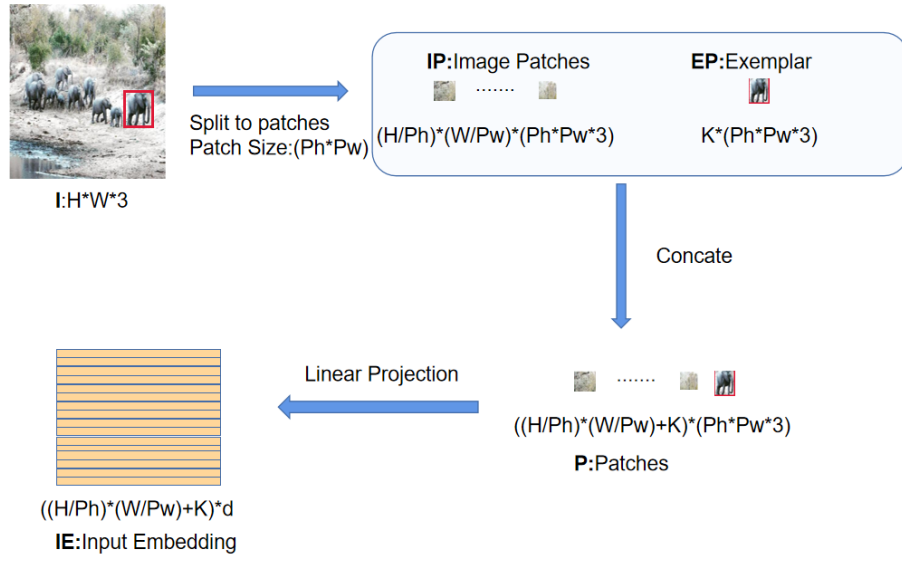 IP:Image Patches
EP:Exemplar
.......
Split to patches
Patch Size:(Ph*Pw)
(H/Ph)*(W/Pw)*(Ph*Pw*3)
K*(Ph*Pw*3)
I:H*W*3
Concate
Linear Projection
.......
((H/Ph)*(W/Pw)+K)*(Ph*Pw*3)
P:Patches
((H/Ph)*(W/Pw)+K)*d
IE:Input Embedding